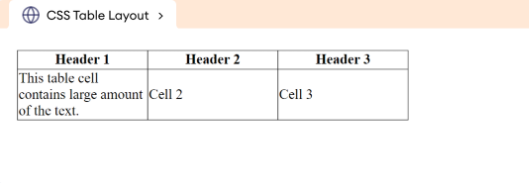 CSS Table Layout >
Header 1 Header 2 Header 3
This table cell
contains large amount Cell 2 Cell 3
of the text.